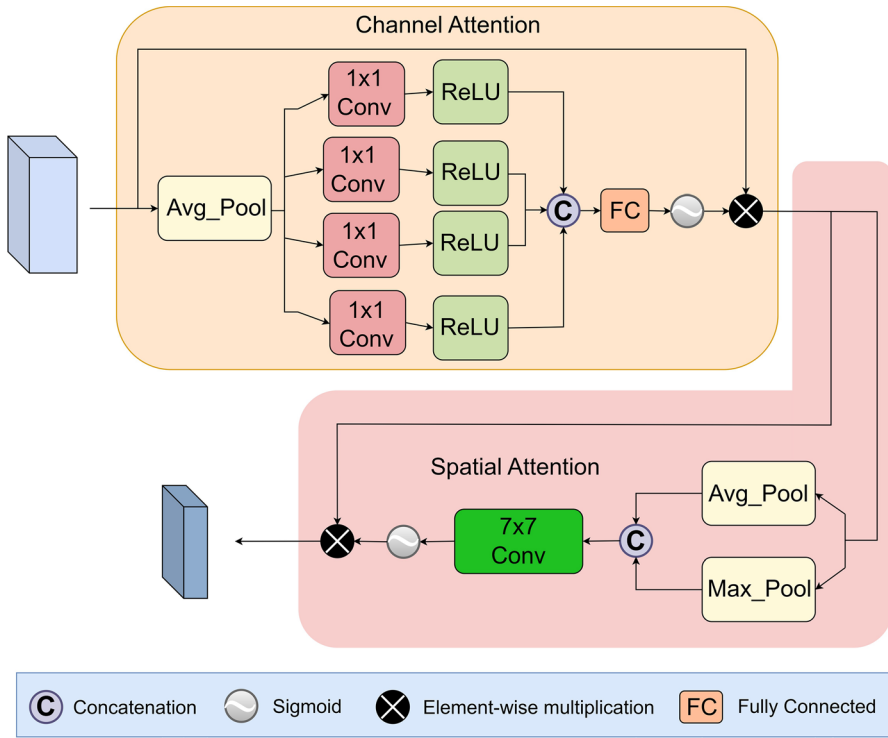 Channel Attention
1x1
Conv
ReLU
1x1
Conv
ReLU
Avg_Pool
C
FC
1x1
Conv
ReLU
1x1
Conv
ReLU
Spatial Attention
Avg_Pool
7x7
Conv
C
Max_Pool
C Concatenation
Sigmoid
Element-wise multiplication
FC Fully Connected